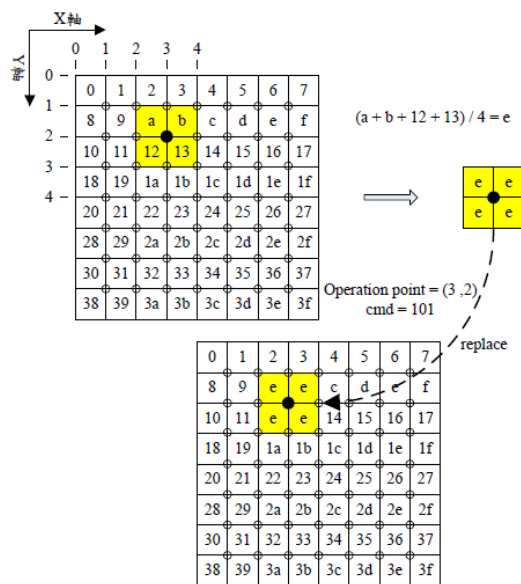 X軸
Y軸
0 1 2 3 4
0
1
2
3
4
0 1 2 3 4 5 6 7
8 9 a b c d e f
10 11 12 13 14 15 16 17
18 19 1a 1b 1c 1d 1e 1f
20 21 22 23 24 25 26 27
28 29 2a 2b 2c 2d 2e 2f
30 31 32 33 34 35 36 37
38 39 3a 3b 3c 3d 3e 3f
(a + b + 12 + 13) / 4 = e
e e
e e
Operation point = (3 ,2)
cmd = 101
replace
0 1 2 3 4 5 6 7
8 9 e e c d e f
10 11 e e 14 15 16 17
18 19 1a 1b 1c 1d 1e 1f
20 21 22 23 24 25 26 27
28 29 2a 2b 2c 2d 2e 2f
30 31 32 33 34 35 36 37
38 39 3a 3b 3c 3d 3e 3f